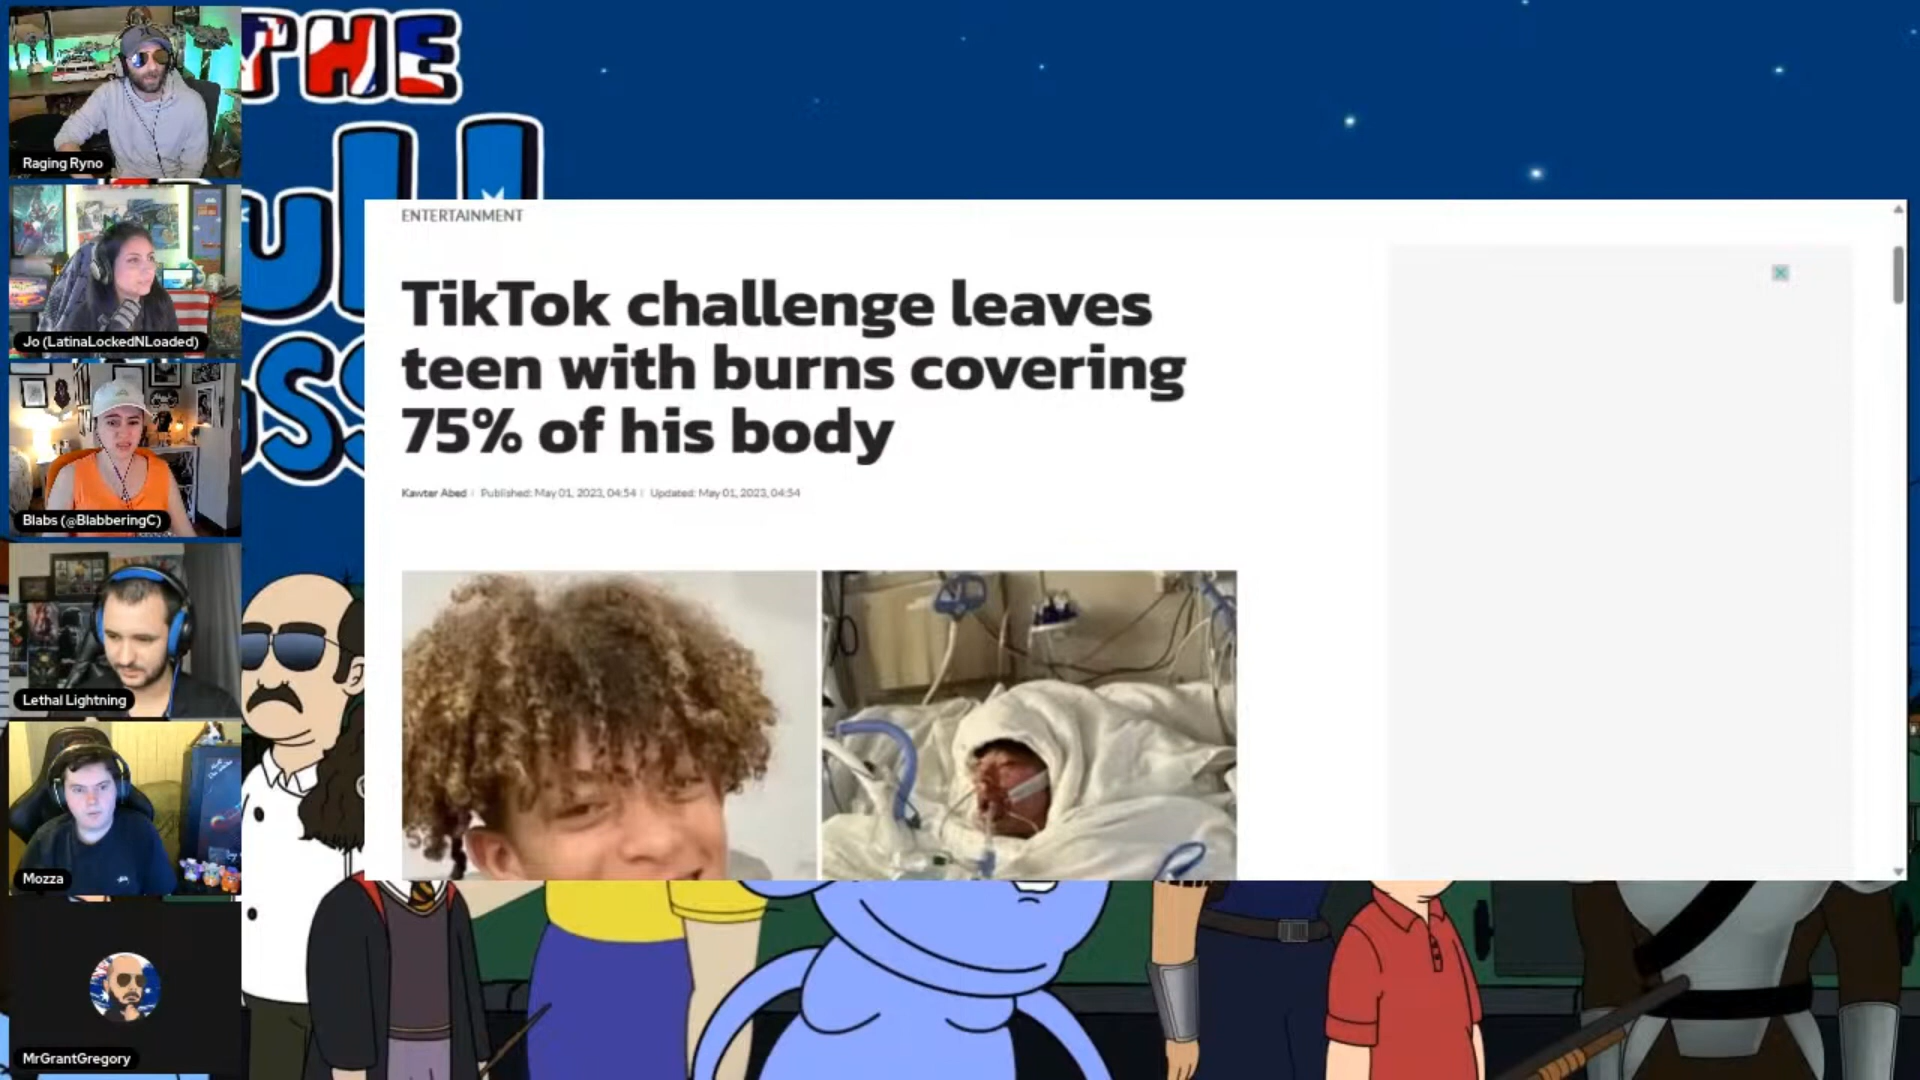 THE
Raging Ryno
Jo (LatinaLockedNLoaded)
Blabs (@BlabberingC)
Lethal Lightning
Mozza
MrGrantGregory
ENTERTAINMENT
TikTok challenge leaves
teen with burns covering
75% of his body
Kawter Abed | Published: May 01, 2023, 04:54 | Updated: May 01, 2023, 04:54